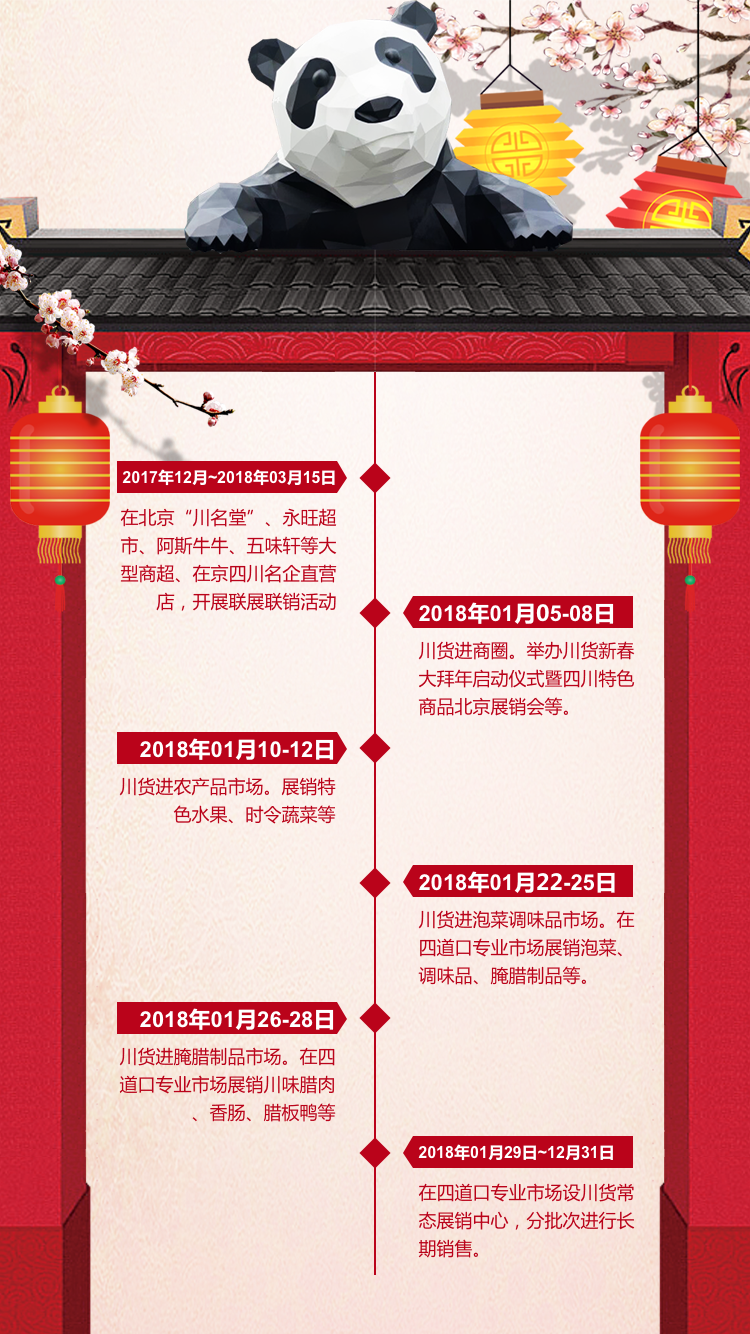 2017年12月~2018年03月15日
在北京“川名堂”、永旺超
市、阿斯牛牛、五味轩等大
型商超、在京四川名企直营
店，开展联展联销活动
2018年01月05-08日
川货进商圈。举办川货新春
大拜年启动仪式暨四川特色
商品北京展销会等。
2018年01月10-12日
川货进农产品市场。展销特
色水果、时令蔬菜等
2018年01月22-25日
川货进泡菜调味品市场。在
四道口专业市场展销泡菜、
调味品、腌腊制品等。
2018年01月26-28日
川货进腌腊制品市场。在四
道口专业市场展销川味腊肉
、香肠、腊板鸭等
2018年01月29日~12月31日
在四道口专业市场设川货常
态展销中心，分批次进行长
期销售。